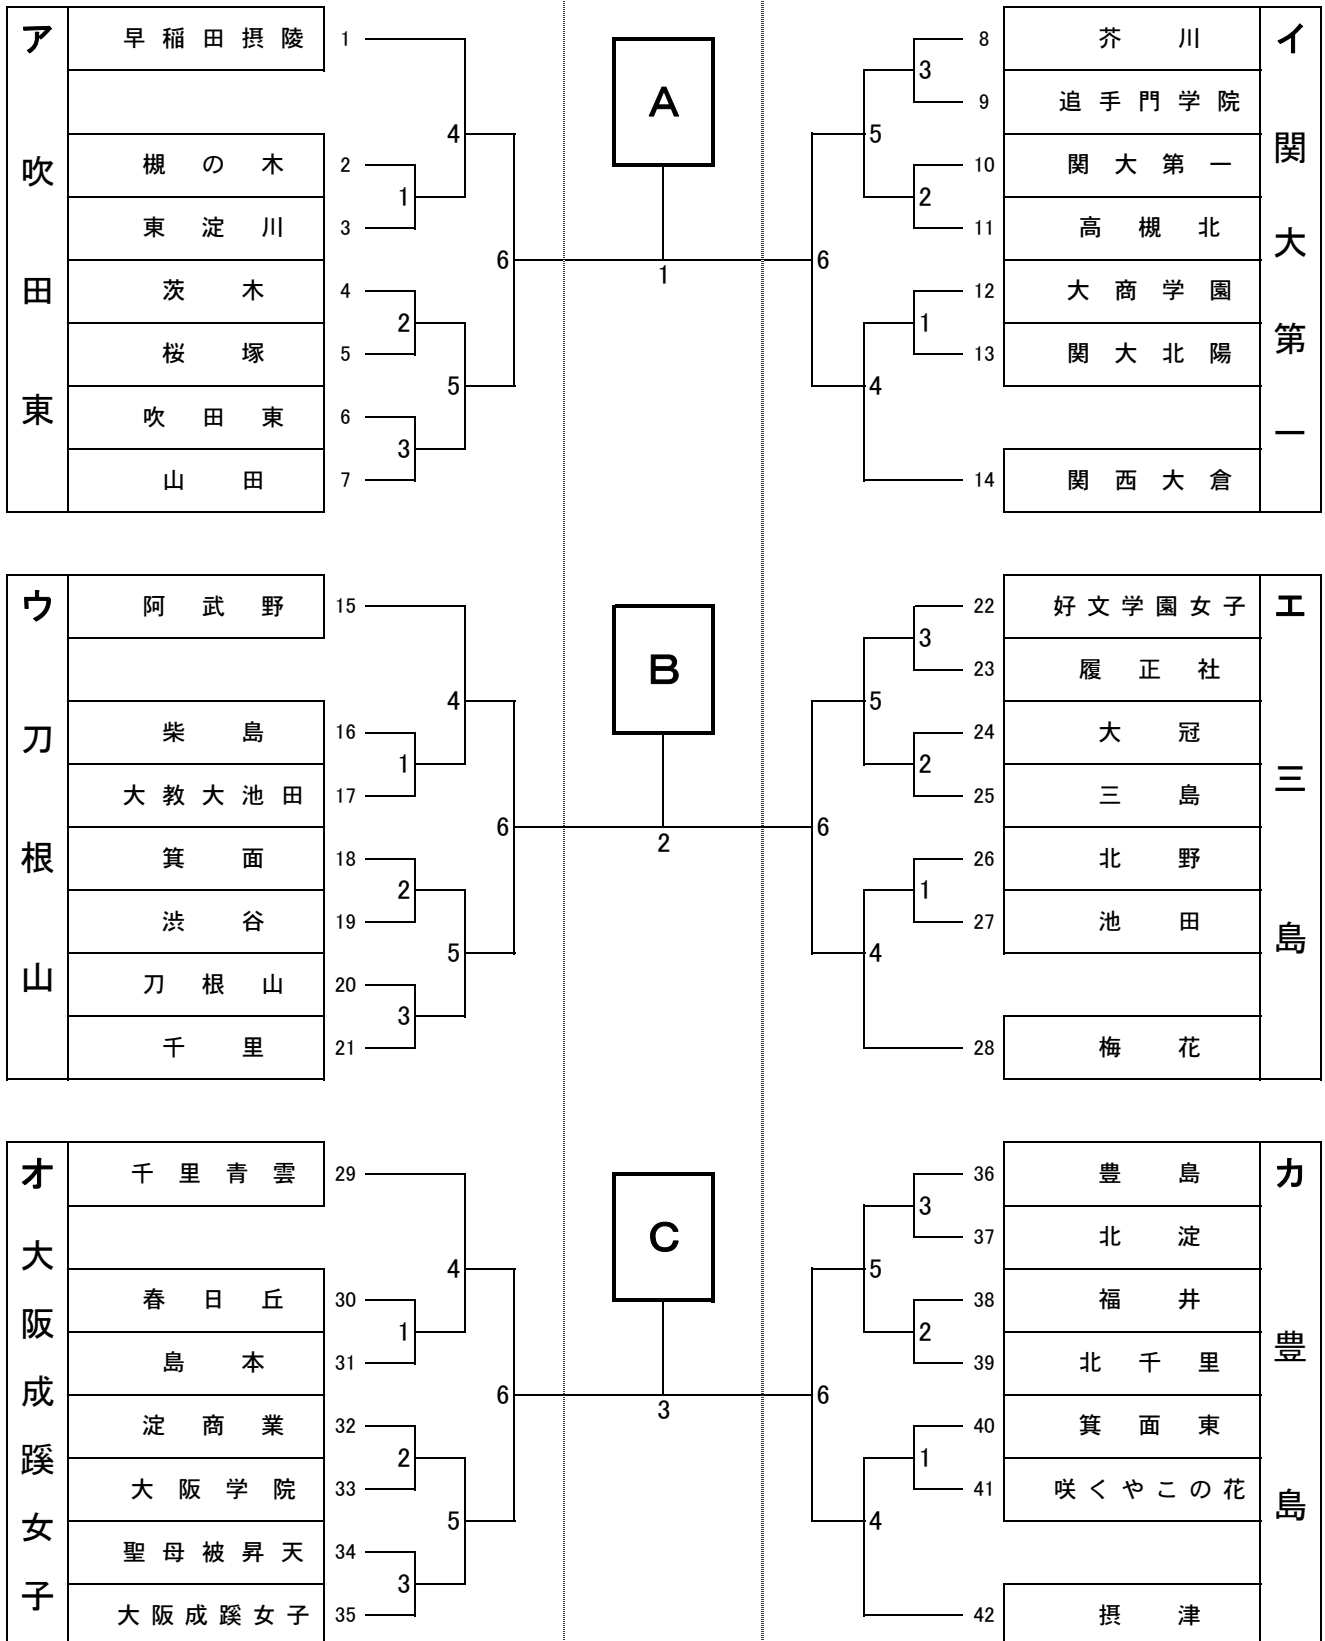 ア 吹田東
早稲田摂陵 1
槻の木 2
東淀川 3
茨木 4
桜塚 5
吹田東 6
山田 7
4
1
2
5
3
6
A
1
イ 関大第一
8 芥川
9 追手門学院
10 関大第一
11 高槻北
12 大商学園
13 関大北陽
14 関西大倉
3
5
2
6
1
4
ウ 刀根山
阿武野 15
柴島 16
大教大池田 17
箕面 18
渋谷 19
刀根山 20
千里 21
4
1
2
5
3
6
B
2
エ 三島
22 好文学園女子
23 履正社
24 大冠
25 三島
26 北野
27 池田
28 梅花
3
5
2
6
1
4
オ 大阪成蹊女子
千里青雲 29
春日丘 30
島本 31
淀商業 32
大阪学院 33
聖母被昇天 34
大阪成蹊女子 35
4
1
2
5
3
6
C
3
カ 豊島
36 豊島
37 北淀
38 福井
39 北千里
40 箕面東
41 咲くやこの花
42 摂津
3
5
2
6
1
4